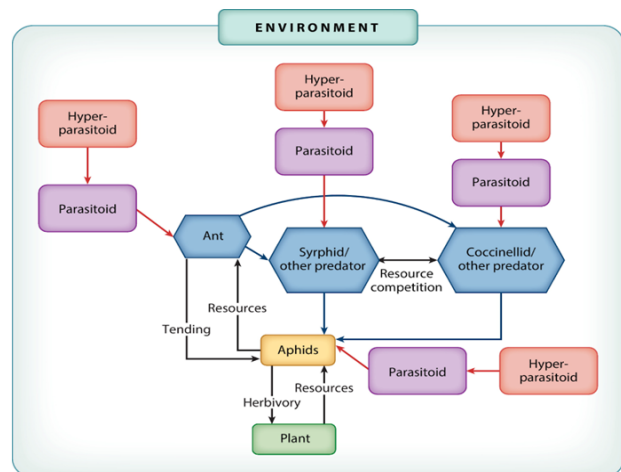 ENVIRONMENT
Hyper-
parasitoid
Hyper-
parasitoid
Hyper-
parasitoid
Parasitoid
Parasitoid
Parasitoid
Ant
Syrphid/
other predator
Coccinellid/
other predator
Resource
competition
Resources
Tending
Aphids
Parasitoid
Hyper-
parasitoid
Resources
Herbivory
Plant